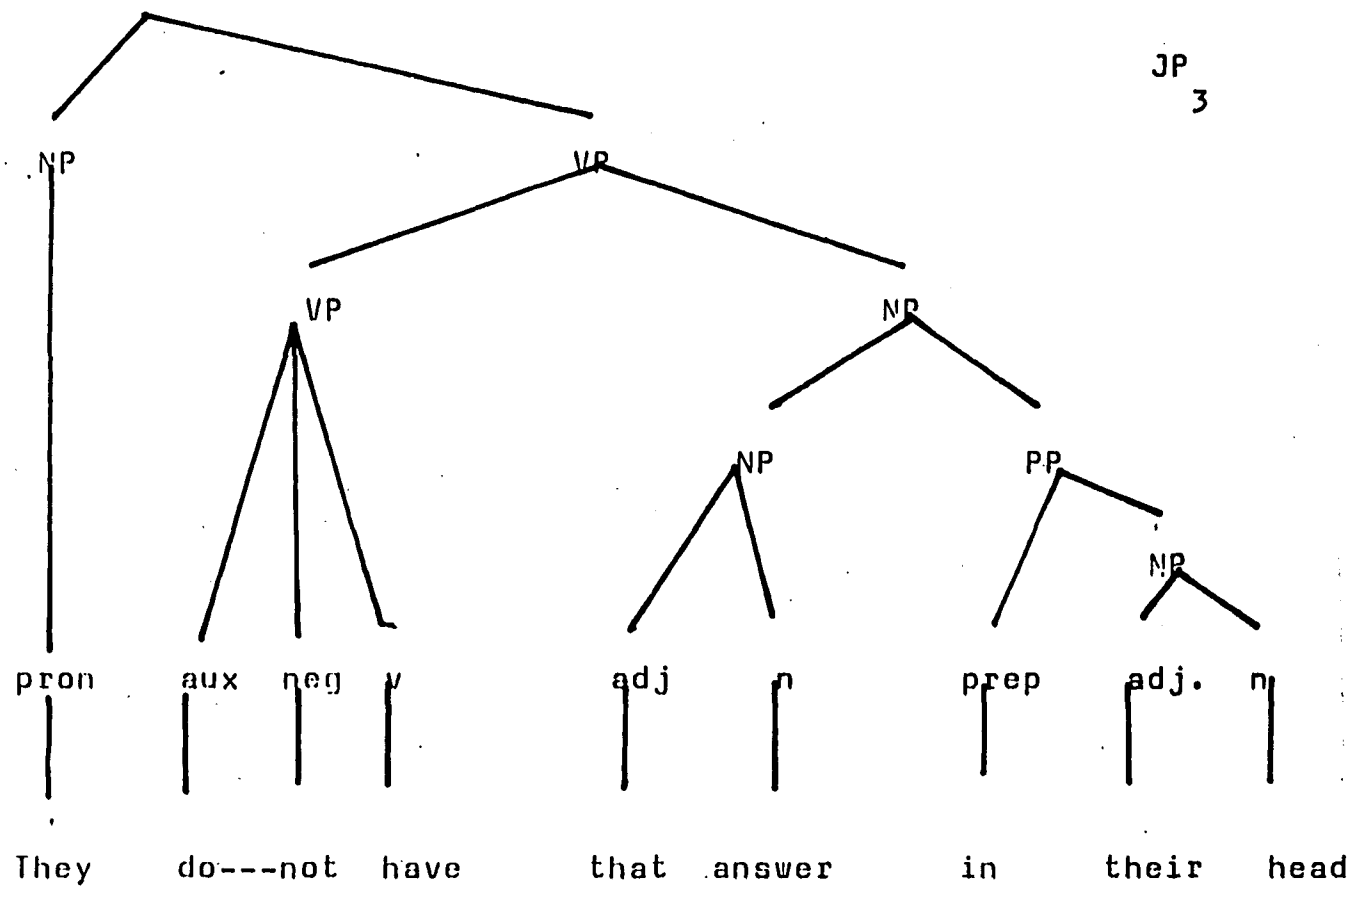 JP
3
NP VP
VP NP
NP PP
NP
pron aux neg v adj n prep adj. n
They do---not have that answer in their head